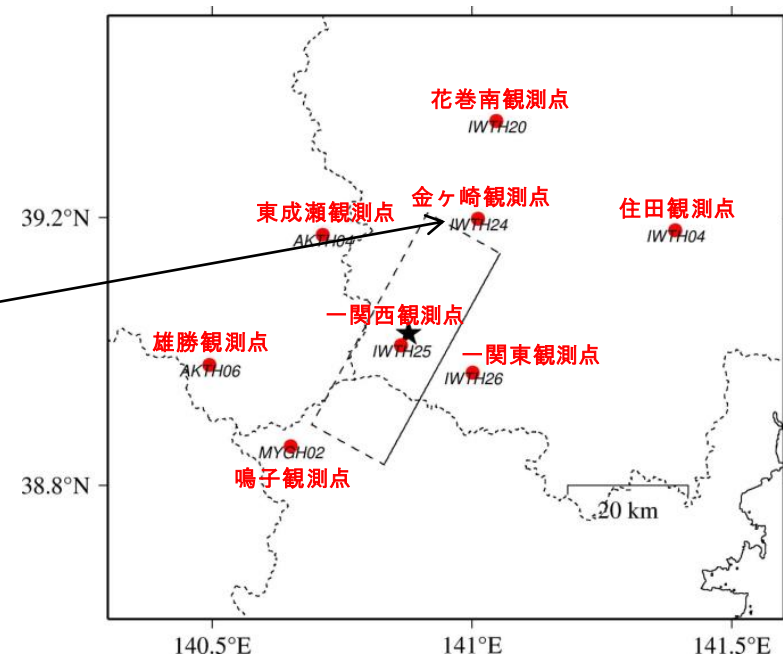 花巻南観測点
IWTH20
金ヶ崎観測点
IWTH24
東成瀬観測点
AKTH04
住田観測点
IWTH04
39.2°N
一関西観測点
IWTH25
雄勝観測点
AKTH06
一関東観測点
IWTH26
MYGH02
鳴子観測点
38.8°N
20 km
140.5°E
141°E
141.5°E